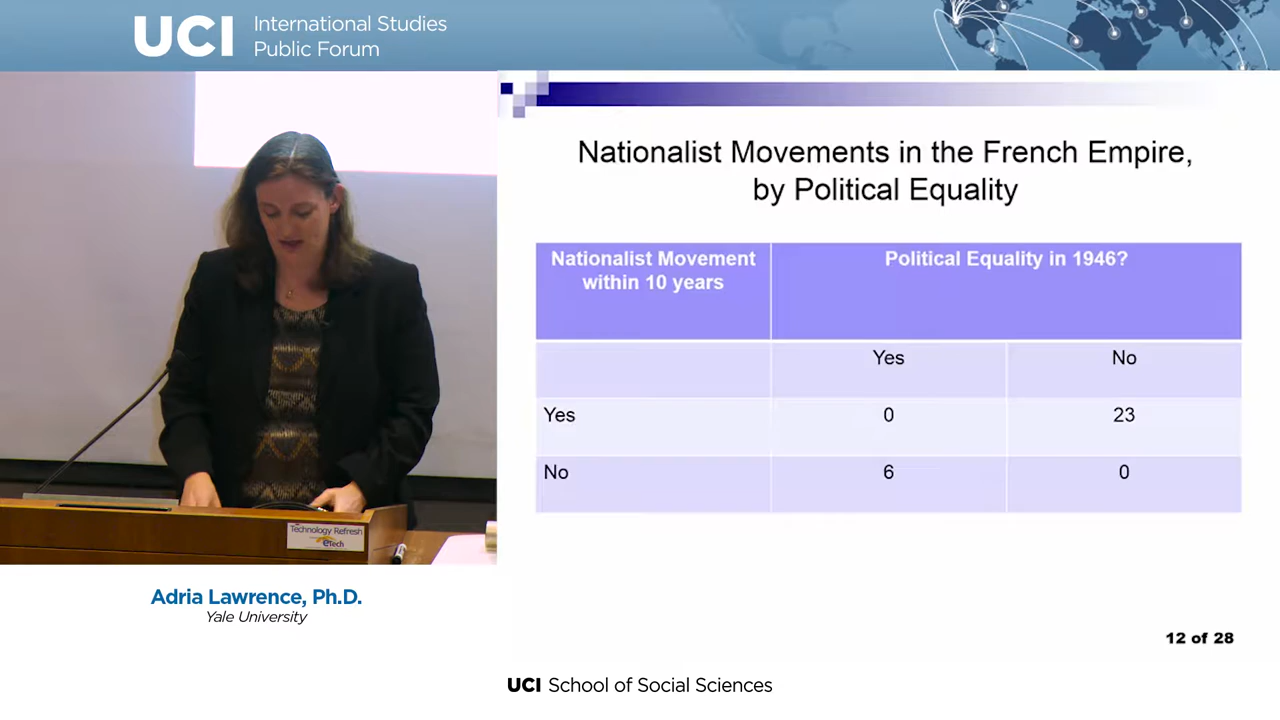 UCI International Studies
Public Forum
Nationalist Movements in the French Empire,
by Political Equality
Nationalist Movement
within 10 years
Political Equality in 1946?
Yes No
Yes 0 23
No 6 0
Technology Refresh
eTech
Adria Lawrence, Ph.D.
Yale University
12 of 28
UCI School of Social Sciences